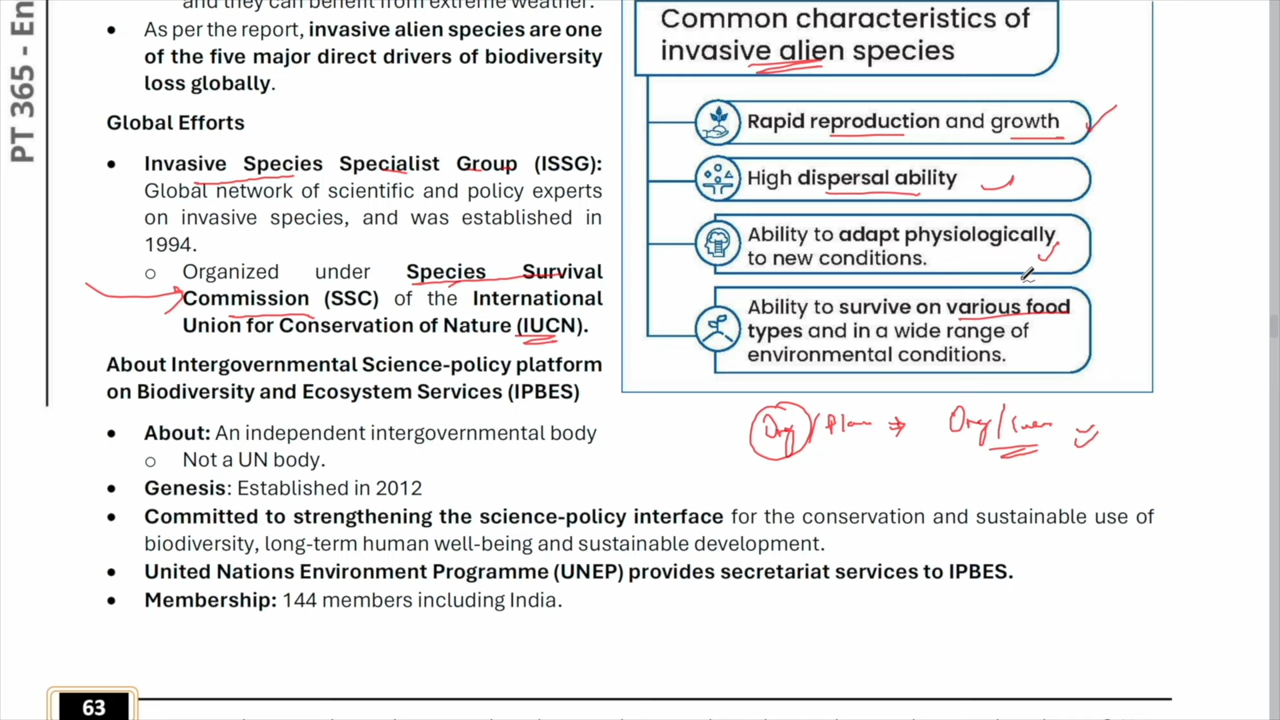 PT 365 - En
and they can benefit from extreme weather.
• As per the report, invasive alien species are one
of the five major direct drivers of biodiversity
loss globally.
Global Efforts
• Invasive Species Specialist Group (ISSG):
Global network of scientific and policy experts
on invasive species, and was established in
1994.
o Organized under Species Survival
Commission (SSC) of the International
Union for Conservation of Nature (IUCN).
About Intergovernmental Science-policy platform
on Biodiversity and Ecosystem Services (IPBES)
• About: An independent intergovernmental body
o Not a UN body.
• Genesis: Established in 2012
• Committed to strengthening the science-policy interface for the conservation and sustainable use of
biodiversity, long-term human well-being and sustainable development.
• United Nations Environment Programme (UNEP) provides secretariat services to IPBES.
• Membership: 144 members including India.
Common characteristics of
invasive alien species
Rapid reproduction and growth
High dispersal ability
Ability to adapt physiologically
to new conditions.
Ability to survive on various food
types and in a wide range of
environmental conditions.
63